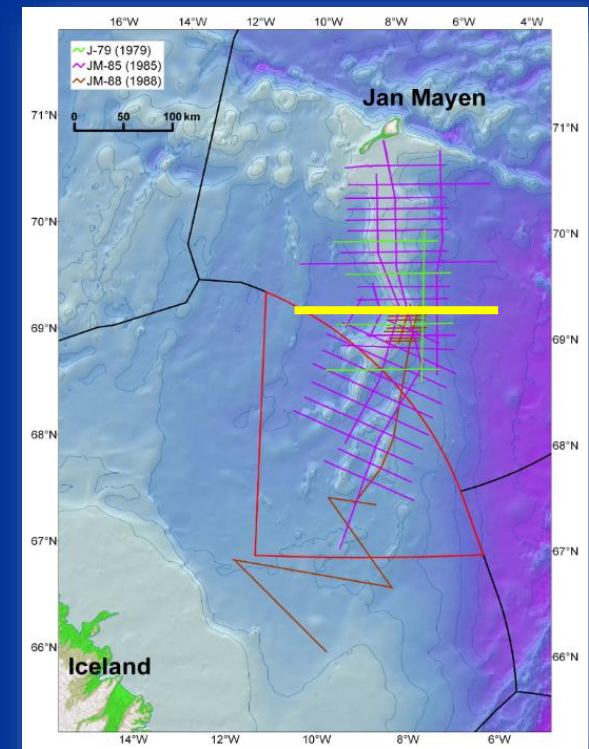 16°W 14°W 12°W 10°W 8°W 6°W 4°W
J-79 (1979)
JM-85 (1985)
JM-88 (1988)
0 50 100 km
Jan Mayen
71°N 71°N
70°N 70°N
69°N 69°N
68°N 68°N
67°N 67°N
66°N 66°N
Iceland
14°W 12°W 10°W 8°W 6°W